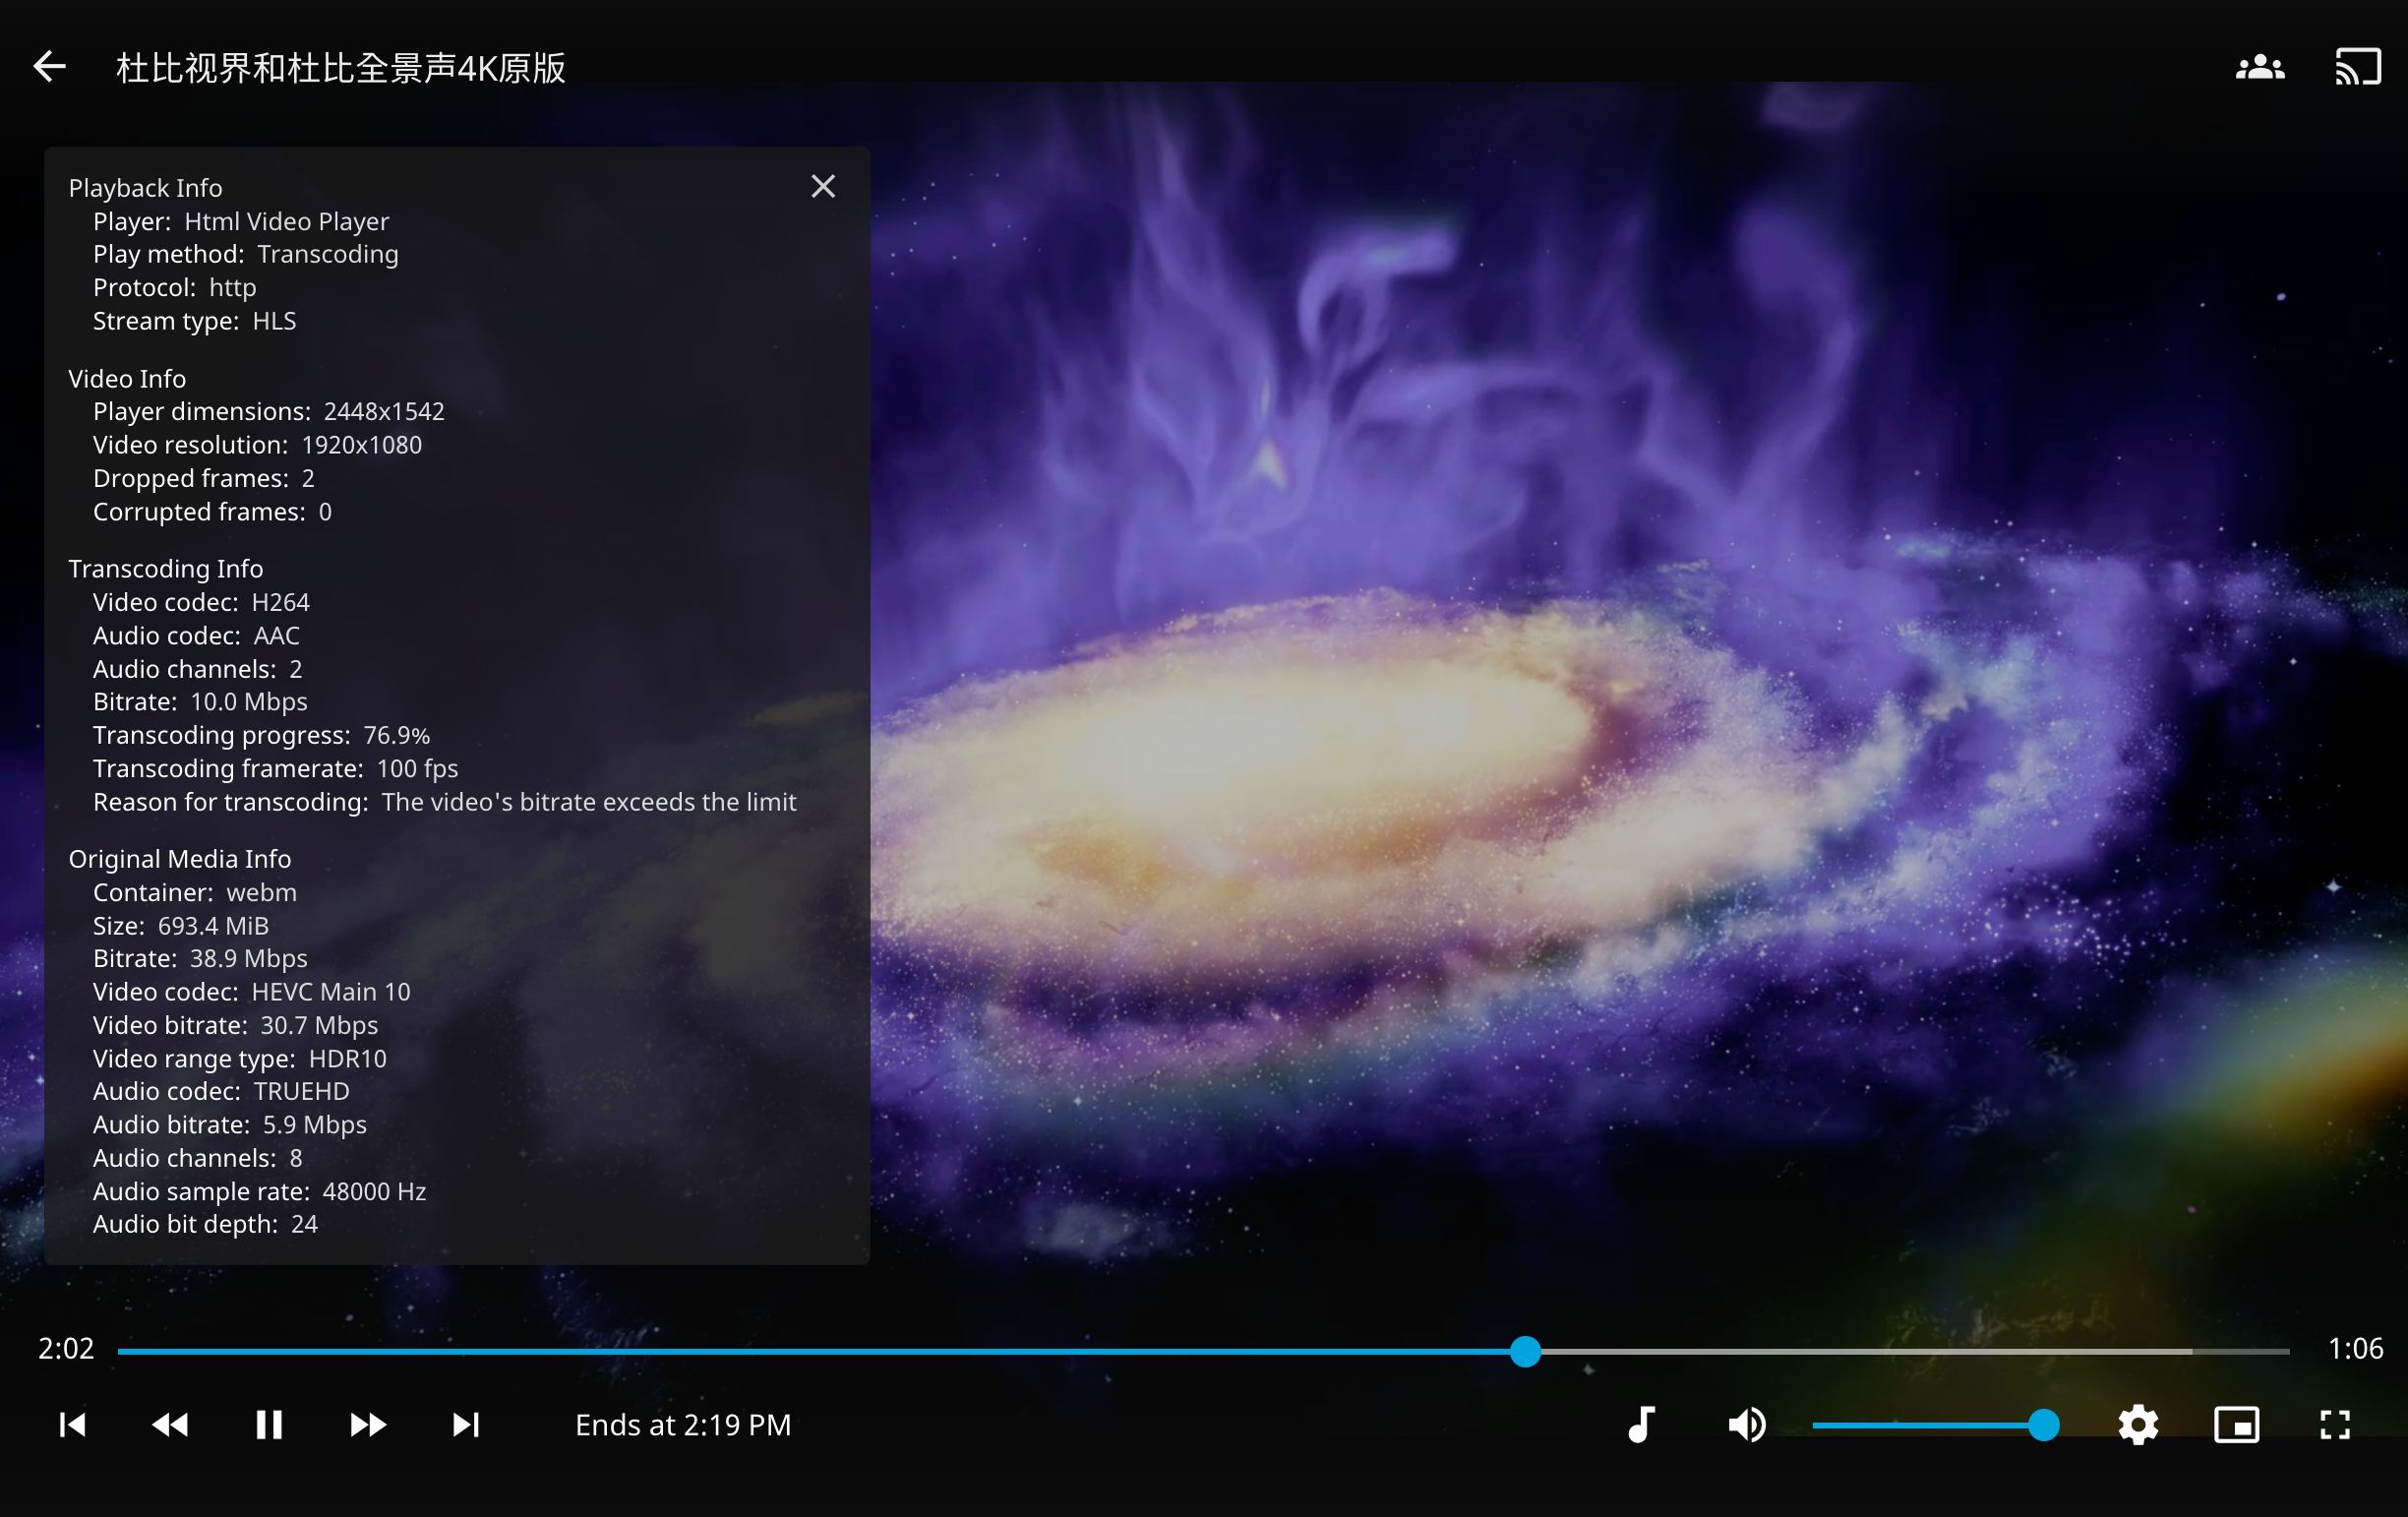 杜比视界和杜比全景声4K原版
Playback Info
Player: Html Video Player
Play method: Transcoding
Protocol: http
Stream type: HLS
Video Info
Player dimensions: 2448x1542
Video resolution: 1920x1080
Dropped frames: 2
Corrupted frames: 0
Transcoding Info
Video codec: H264
Audio codec: AAC
Audio channels: 2
Bitrate: 10.0 Mbps
Transcoding progress: 76.9%
Transcoding framerate: 100 fps
Reason for transcoding: The video's bitrate exceeds the limit
Original Media Info
Container: webm
Size: 693.4 MiB
Bitrate: 38.9 Mbps
Video codec: HEVC Main 10
Video bitrate: 30.7 Mbps
Video range type: HDR10
Audio codec: TRUEHD
Audio bitrate: 5.9 Mbps
Audio channels: 8
Audio sample rate: 48000 Hz
Audio bit depth: 24
2:02
1:06
Ends at 2:19 PM